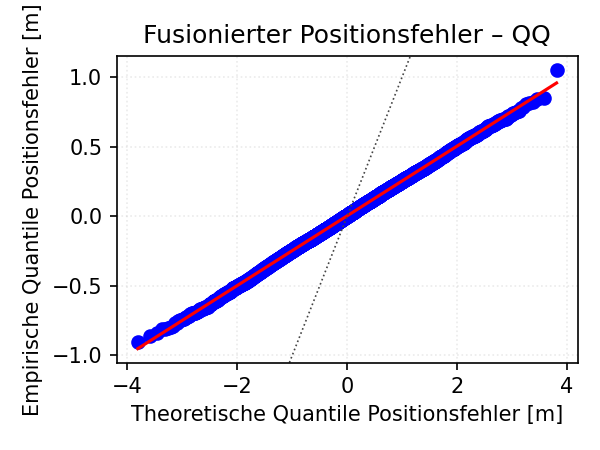 Fusionierter Positionsfehler – QQ
Empirische Quantile Positionsfehler [m]
1.0
0.5
0.0
−0.5
−1.0
−4 −2 0 2 4
Theoretische Quantile Positionsfehler [m]